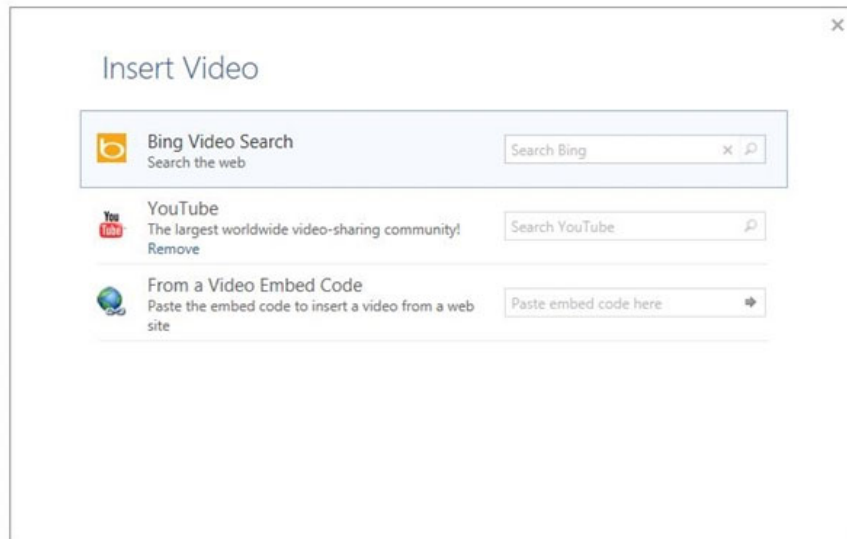 Insert Video
Bing Video Search
Search the web
Search Bing
You
Tube
YouTube
The largest worldwide video-sharing community!
Remove
Search YouTube
From a Video Embed Code
Paste the embed code to insert a video from a web
site
Paste embed code here